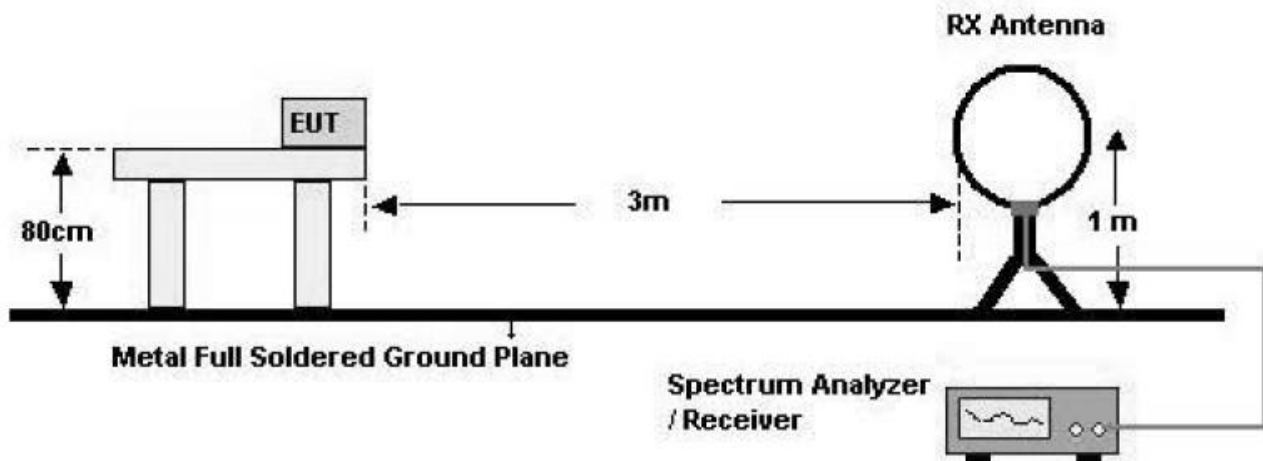 RX Antenna
EUT
80cm
3m
1 m
Metal Full Soldered Ground Plane
Spectrum Analyzer
/ Receiver